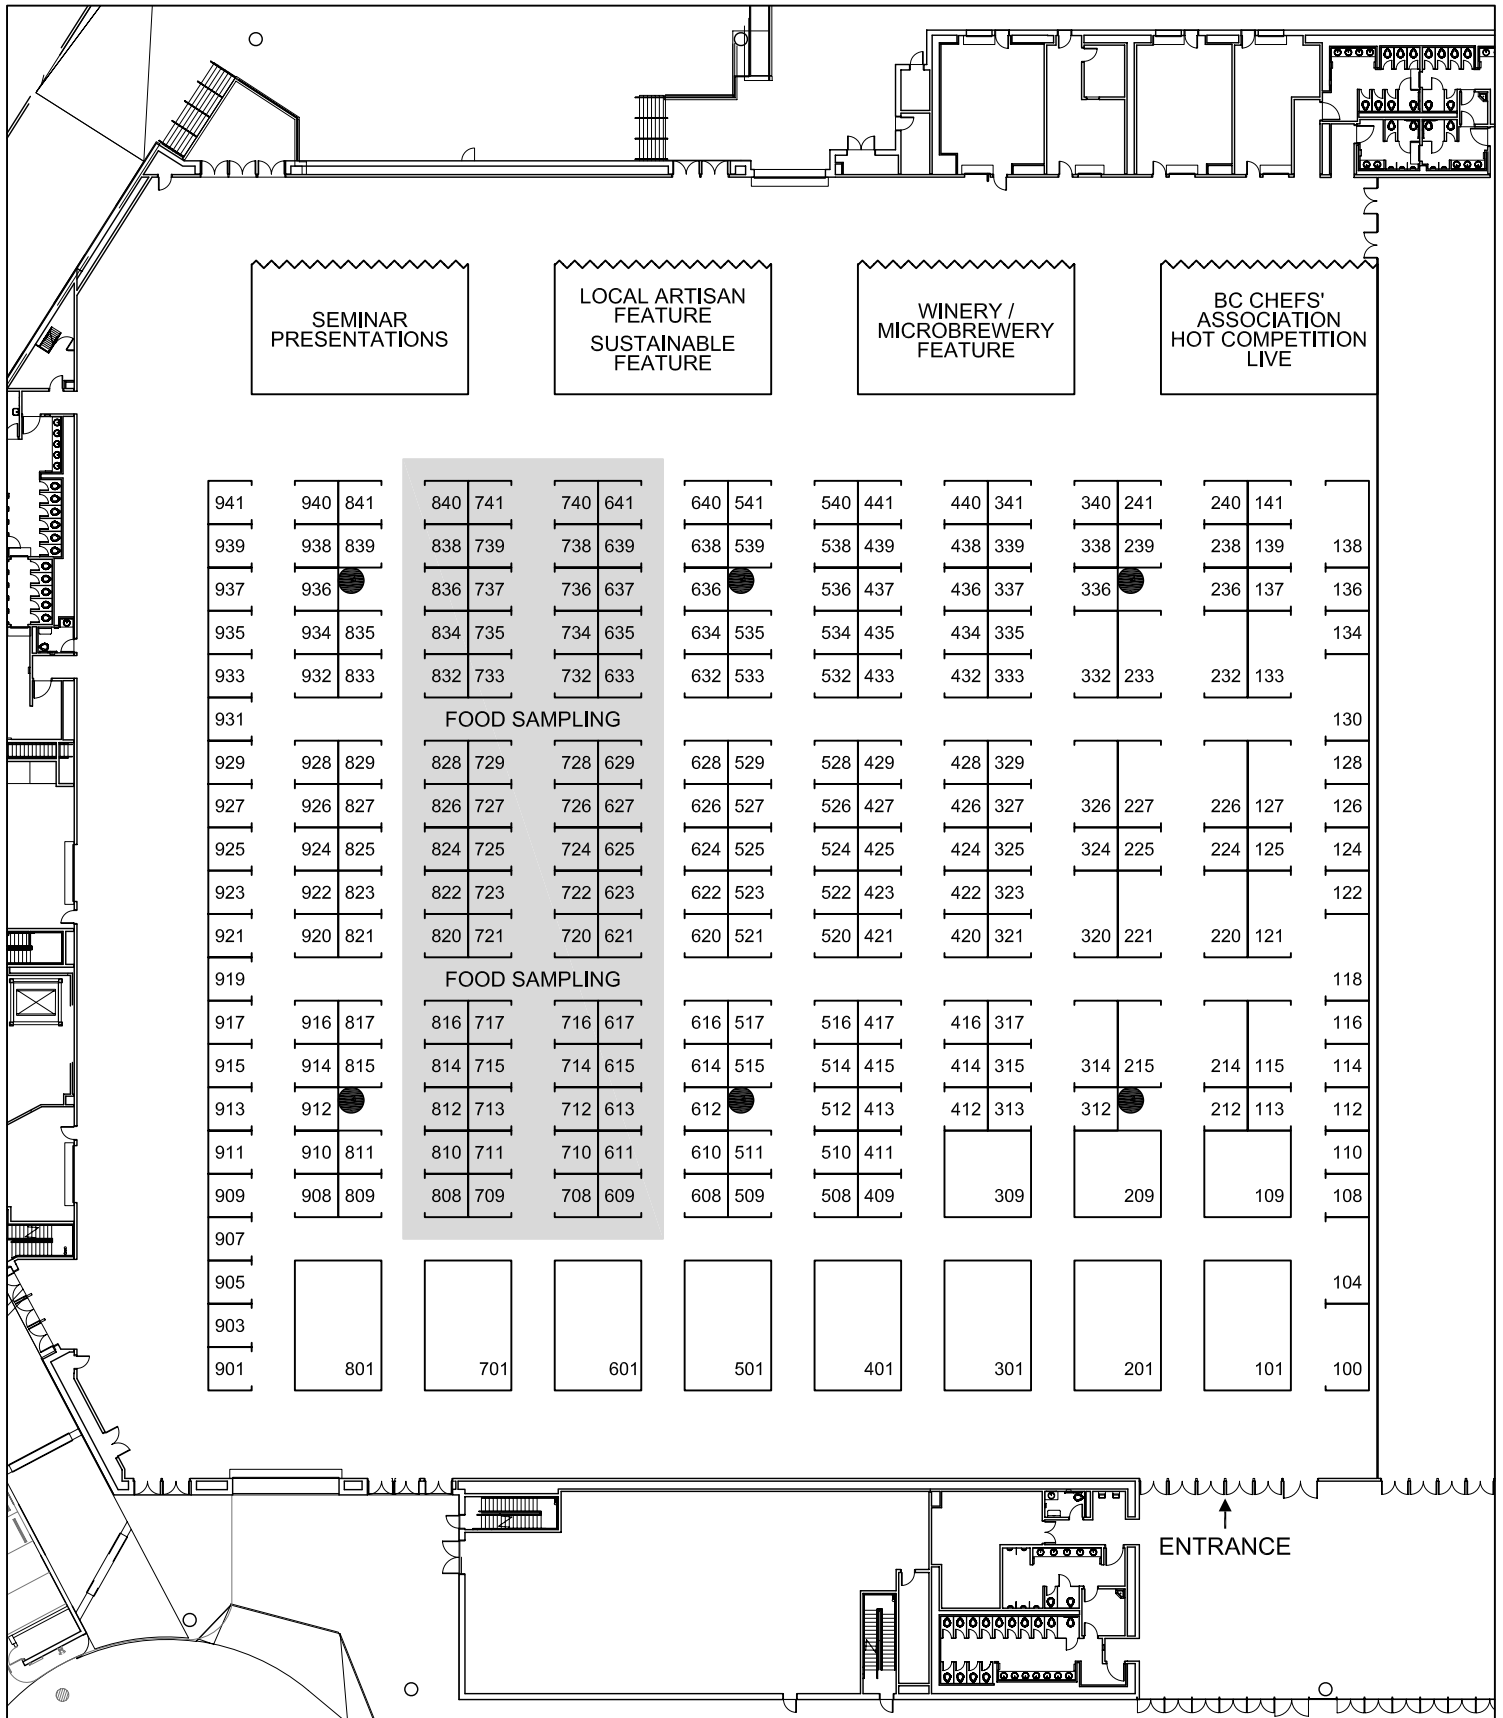 SEMINAR
PRESENTATIONS
LOCAL ARTISAN
FEATURE
SUSTAINABLE
FEATURE
WINERY /
MICROBREWERY
FEATURE
BC CHEFS'
ASSOCIATION
HOT COMPETITION
LIVE
941 940 841 840 741 740 641 640 541 540 441 440 341 340 241 240 141
939 938 839 838 739 738 639 638 539 538 439 438 339 338 239 238 139 138
937 936 836 737 736 637 636 536 437 436 337 336 236 137 136
935 934 835 834 735 734 635 634 535 534 435 434 335 134
933 932 833 832 733 732 633 632 533 532 433 432 333 332 233 232 133
931 FOOD SAMPLING 130
929 928 829 828 729 728 629 628 529 528 429 428 329 128
927 926 827 826 727 726 627 626 527 526 427 426 327 326 227 226 127 126
925 924 825 824 725 724 625 624 525 524 425 424 325 324 225 224 125 124
923 922 823 822 723 722 623 622 523 522 423 422 323 122
921 920 821 820 721 720 621 620 521 520 421 420 321 320 221 220 121
919 FOOD SAMPLING 118
917 916 817 816 717 716 617 616 517 516 417 416 317 116
915 914 815 814 715 714 615 614 515 514 415 414 315 314 215 214 115 114
913 912 812 713 712 613 612 512 413 412 313 312 212 113 112
911 910 811 810 711 710 611 610 511 510 411 110
909 908 809 808 709 708 609 608 509 508 409 309 209 109 108
907
905 104
903
901 801 701 601 501 401 301 201 101 100
ENTRANCE